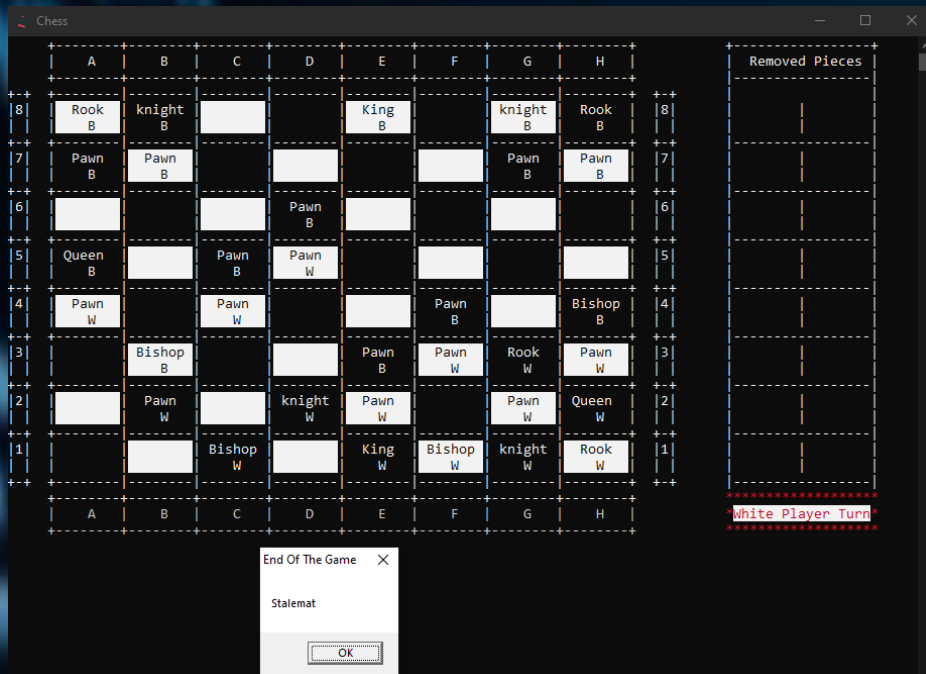 Chess
A B C D E F G H Removed Pieces
8 Rook knight King knight Rook 8
B B B B B
7 Pawn Pawn Pawn Pawn 7
B B B B
6 Pawn 6
B
5 Queen Pawn Pawn 5
B B W
4 Pawn Pawn Pawn Bishop 4
W W B B
3 Bishop Pawn Pawn Rook Pawn 3
B B W W W
2 Pawn knight Pawn Pawn Queen 2
W W W W W
1 Bishop King Bishop knight Rook 1
W W W W W
A B C D E F G H *White Player Turn*
End Of The Game
Stalemat
OK